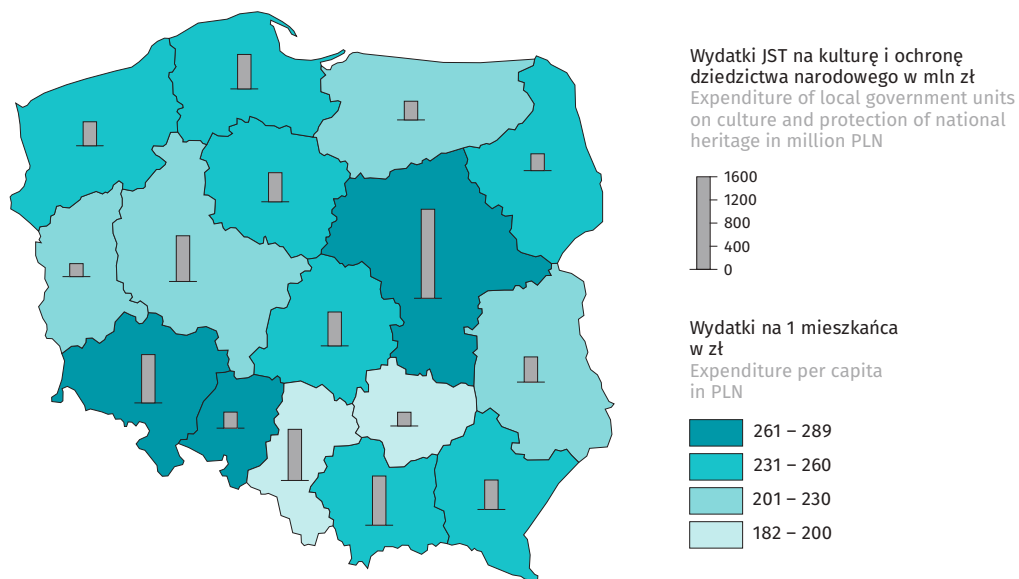 Wydatki JST na kulturę i ochronę
dziedzictwa narodowego w mln zł
Expenditure of local government units
on culture and protection of national
heritage in million PLN
1600
1200
800
400
0
Wydatki na 1 mieszkańca
w zł
Expenditure per capita
in PLN
261 – 289
231 – 260
201 – 230
182 – 200